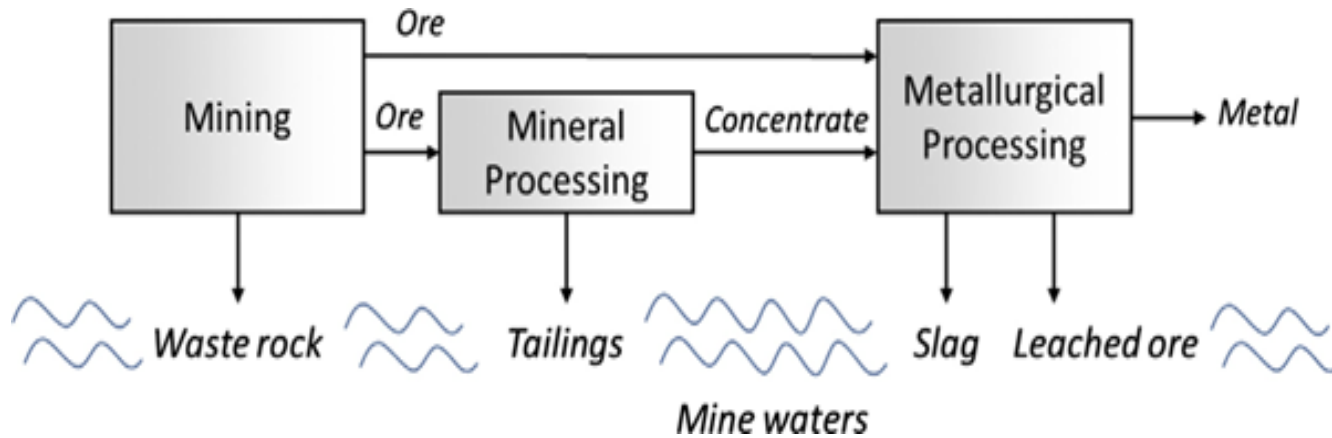 Ore
Mining
Ore
Mineral
Processing
Concentrate
Metallurgical
Processing
Metal
Waste rock
Tailings
Slag
Leached ore
Mine waters